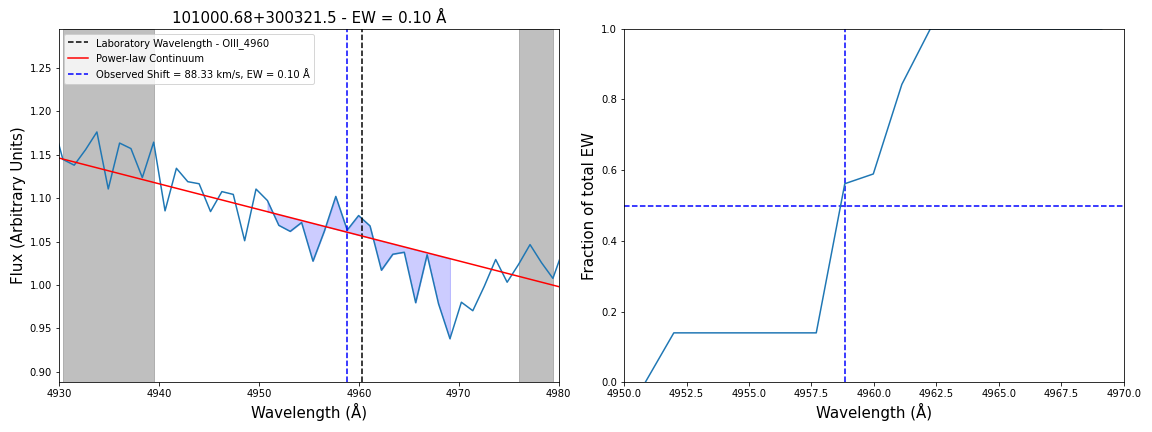 101000.68+300321.5 - EW = 0.10 Å
Laboratory Wavelength - OIII_4960
Power-law Continuum
Observed Shift = 88.33 km/s, EW = 0.10 Å
Flux (Arbitrary Units)
1.25
1.20
1.15
1.10
1.05
1.00
0.95
0.90
4930 4940 4950 4960 4970 4980
Wavelength (Å)
Fraction of total EW
1.0
0.8
0.6
0.4
0.2
0.0
4950.0 4952.5 4955.0 4957.5 4960.0 4962.5 4965.0 4967.5 4970.0
Wavelength (Å)